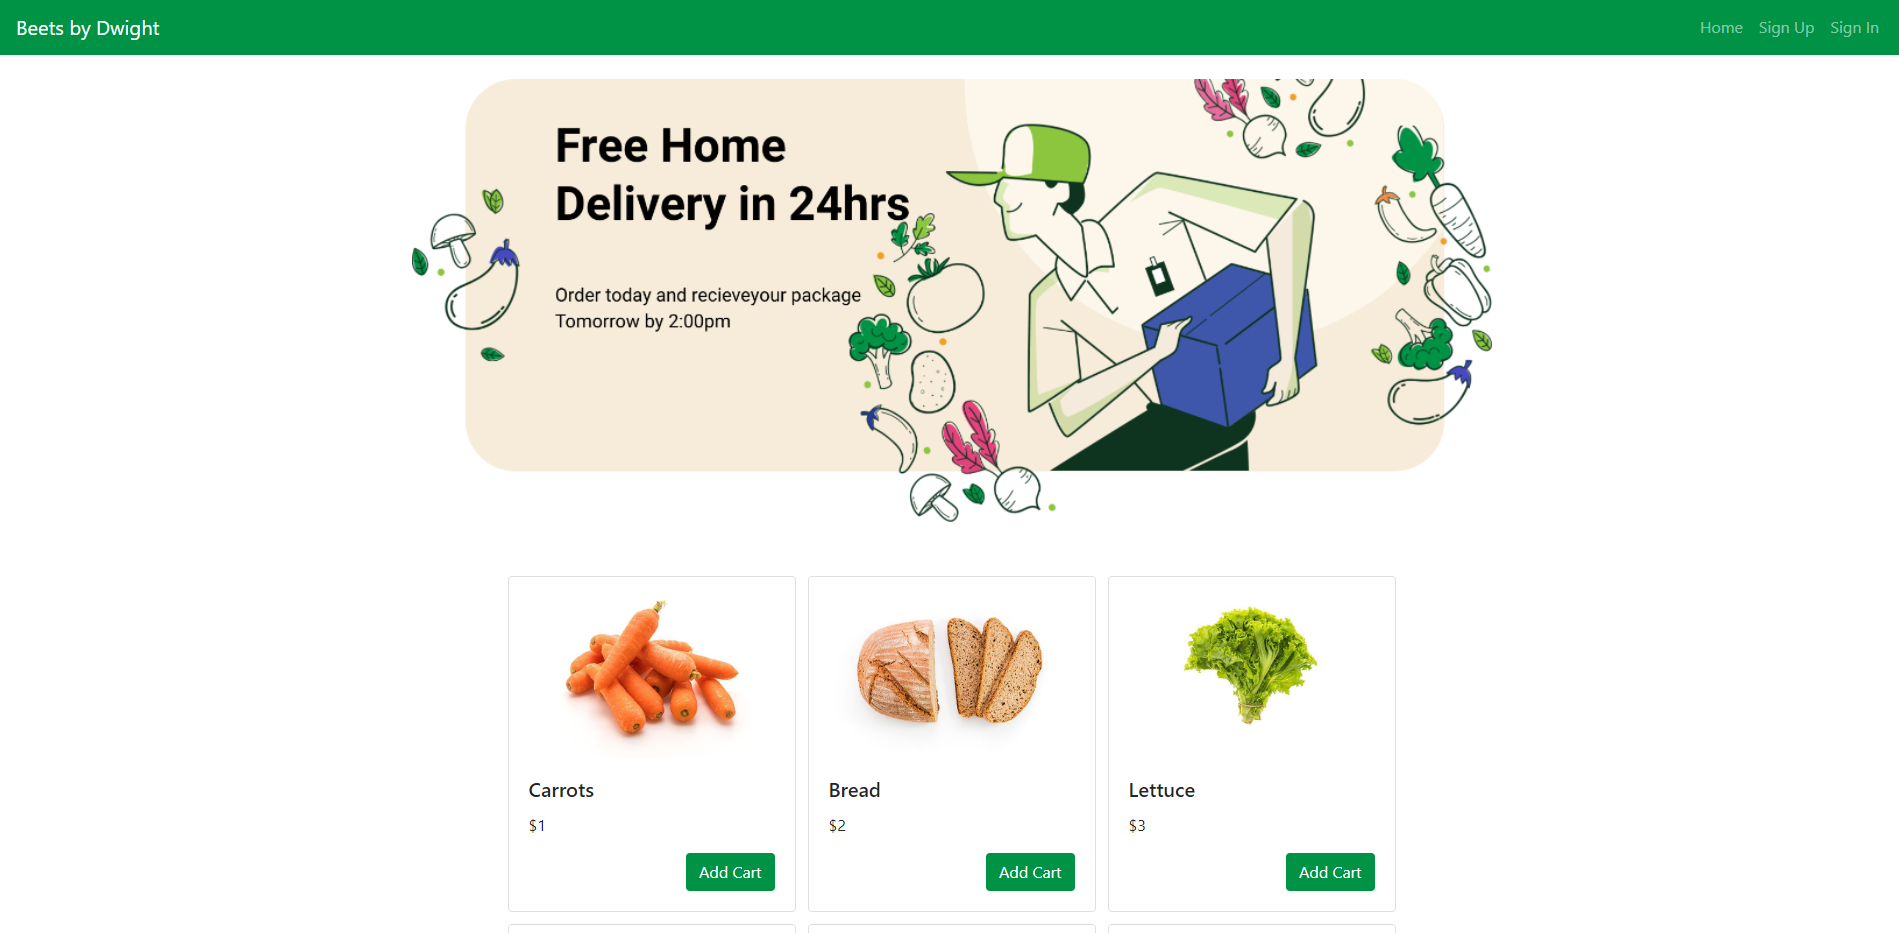 Beets by Dwight
Home Sign Up Sign In
Free Home
Delivery in 24hrs
Order today and recieveyour package
Tomorrow by 2:00pm
Carrots
$1
Add Cart
Bread
$2
Add Cart
Lettuce
$3
Add Cart